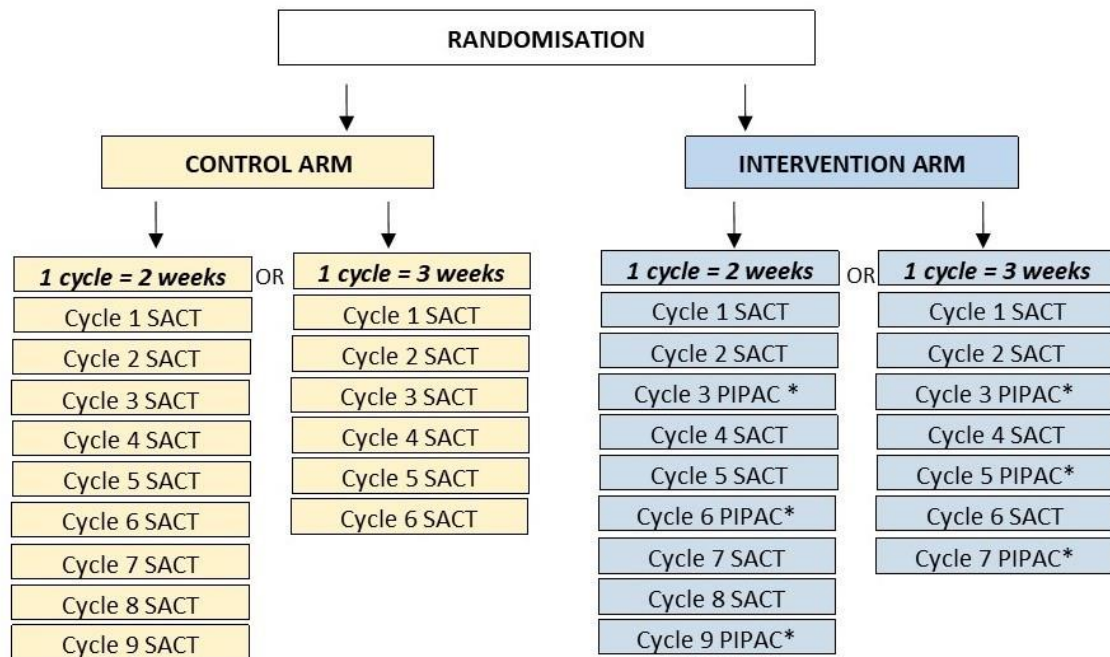 RANDOMISATION
CONTROL ARM
INTERVENTION ARM
1 cycle = 2 weeks
Cycle 1 SACT
Cycle 2 SACT
Cycle 3 SACT
Cycle 4 SACT
Cycle 5 SACT
Cycle 6 SACT
Cycle 7 SACT
Cycle 8 SACT
Cycle 9 SACT
OR
1 cycle = 3 weeks
Cycle 1 SACT
Cycle 2 SACT
Cycle 3 SACT
Cycle 4 SACT
Cycle 5 SACT
Cycle 6 SACT
1 cycle = 2 weeks
Cycle 1 SACT
Cycle 2 SACT
Cycle 3 PIPAC *
Cycle 4 SACT
Cycle 5 SACT
Cycle 6 PIPAC*
Cycle 7 SACT
Cycle 8 SACT
Cycle 9 PIPAC*
OR
1 cycle = 3 weeks
Cycle 1 SACT
Cycle 2 SACT
Cycle 3 PIPAC*
Cycle 4 SACT
Cycle 5 PIPAC*
Cycle 6 SACT
Cycle 7 PIPAC*